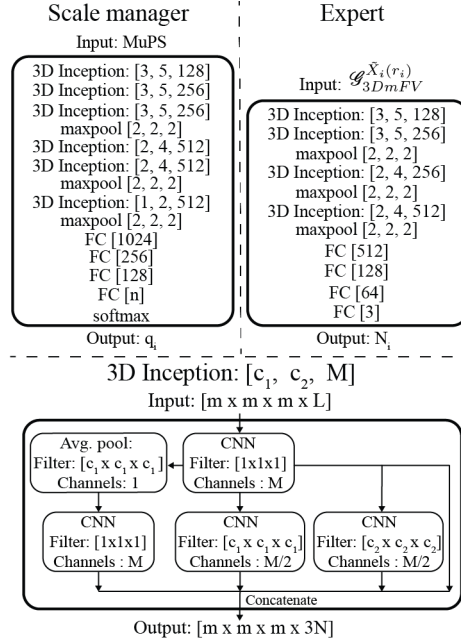 Scale manager
Input: MuPS
3D Inception: [3, 5, 128]
3D Inception: [3, 5, 256]
3D Inception: [3, 5, 256]
maxpool [2, 2, 2]
3D Inception: [2, 4, 512]
3D Inception: [2, 4, 512]
maxpool [2, 2, 2]
3D Inception: [1, 2, 512]
maxpool [2, 2, 2]
FC [1024]
FC [256]
FC [128]
FC [n]
softmax
Output: qᵢ
Expert
Input: 𝒢^{X̃ᵢ(rᵢ)}_{3DmFV}
3D Inception: [3, 5, 128]
3D Inception: [3, 5, 256]
maxpool [2, 2, 2]
3D Inception: [2, 4, 256]
maxpool [2, 2, 2]
3D Inception: [2, 4, 512]
maxpool [2, 2, 2]
FC [512]
FC [128]
FC [64]
FC [3]
Output: Nᵢ
3D Inception: [c₁, c₂, M]
Input: [m x m x m x L]
Avg. pool:
Filter: [c₁ x c₁ x c₁]
Channels: 1
CNN
Filter: [1x1x1]
Channels : M
CNN
Filter: [1x1x1]
Channels : M
CNN
Filter: [c₁ x c₁ x c₁]
Channels : M/2
CNN
Filter: [c₂ x c₂ x c₂]
Channels : M/2
Concatenate
Output: [m x m x m x 3N]